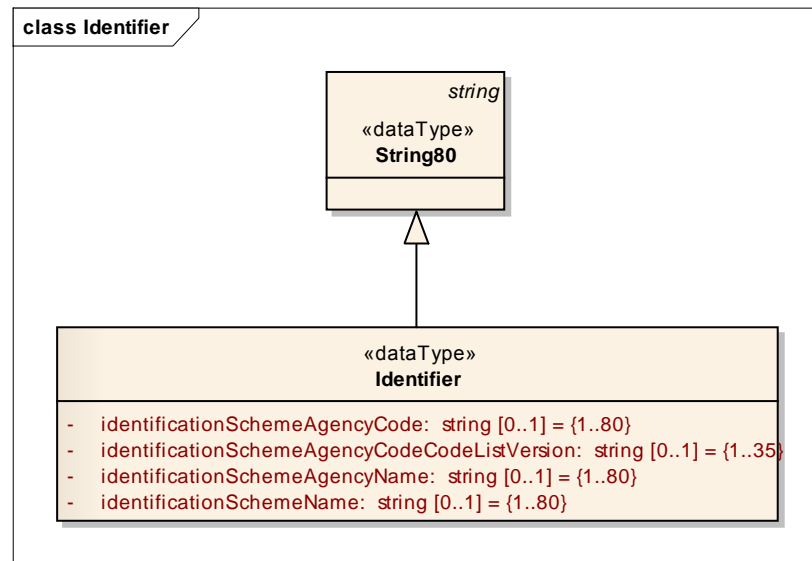 class Identifier
string
«dataType»
String80
«dataType»
Identifier
- identificationSchemeAgencyCode: string [0..1] = {1..80}
- identificationSchemeAgencyCodeCodeListVersion: string [0..1] = {1..35}
- identificationSchemeAgencyName: string [0..1] = {1..80}
- identificationSchemeName: string [0..1] = {1..80}